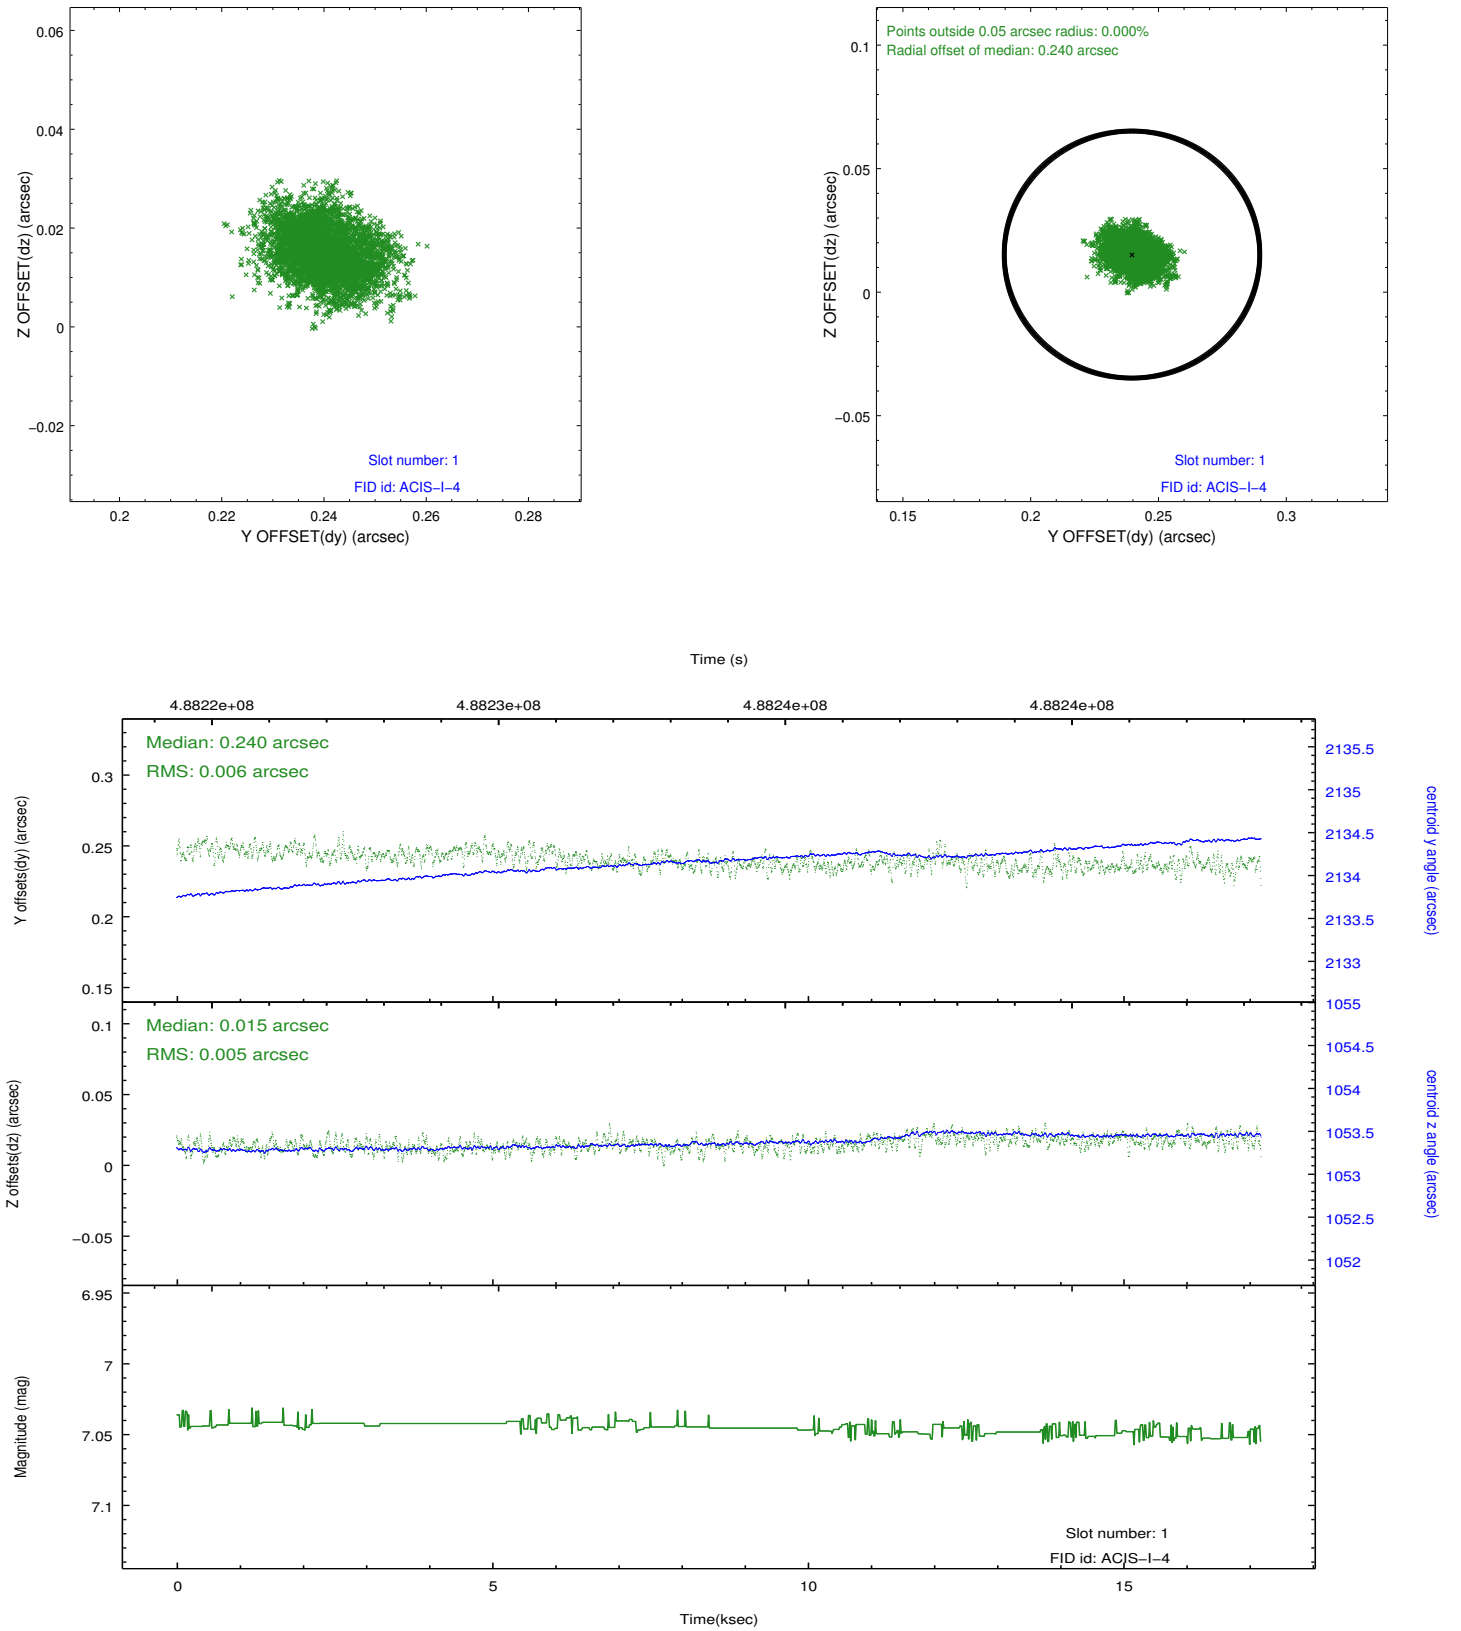 0.06
0.04
0.02
0
−0.02
Z OFFSET(dz) (arcsec)
Slot number: 1
FID id: ACIS−I−4
0.2
0.22
0.24
0.26
0.28
Y OFFSET(dy) (arcsec)
Points outside 0.05 arcsec radius: 0.000%
Radial offset of median: 0.240 arcsec
0.1
0.05
0
−0.05
Z OFFSET(dz) (arcsec)
Slot number: 1
FID id: ACIS−I−4
0.15
0.2
0.25
0.3
Y OFFSET(dy) (arcsec)
Time (s)
4.8822e+08
4.8823e+08
4.8824e+08
4.8824e+08
Median: 0.240 arcsec
RMS: 0.006 arcsec
0.3
0.25
0.2
0.15
Y offsets(dy) (arcsec)
2135.5
2135
2134.5
2134
2133.5
2133
centroid y angle (arcsec)
Median: 0.015 arcsec
RMS: 0.005 arcsec
0.1
0.05
0
−0.05
Z offsets(dz) (arcsec)
1055
1054.5
1054
1053.5
1053
1052.5
1052
centroid z angle (arcsec)
6.95
7
7.05
7.1
Magnitude (mag)
Slot number: 1
FID id: ACIS−I−4
0
5
10
15
Time(ksec)